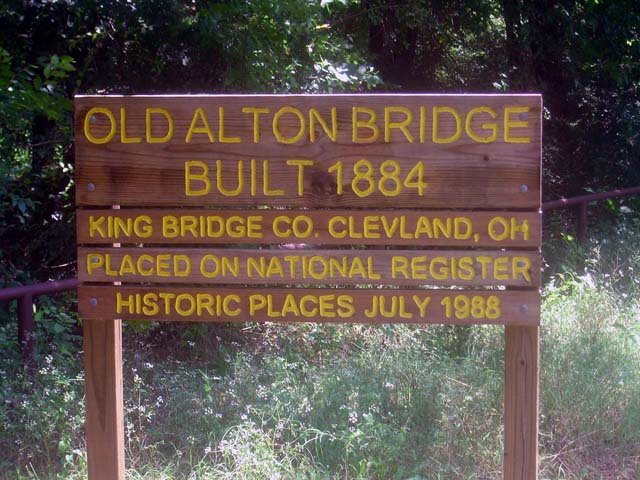 OLD ALTON BRIDGE
BUILT 1884
KING BRIDGE CO. CLEVLAND, OH
PLACED ON NATIONAL REGISTER
HISTORIC PLACES JULY 1988